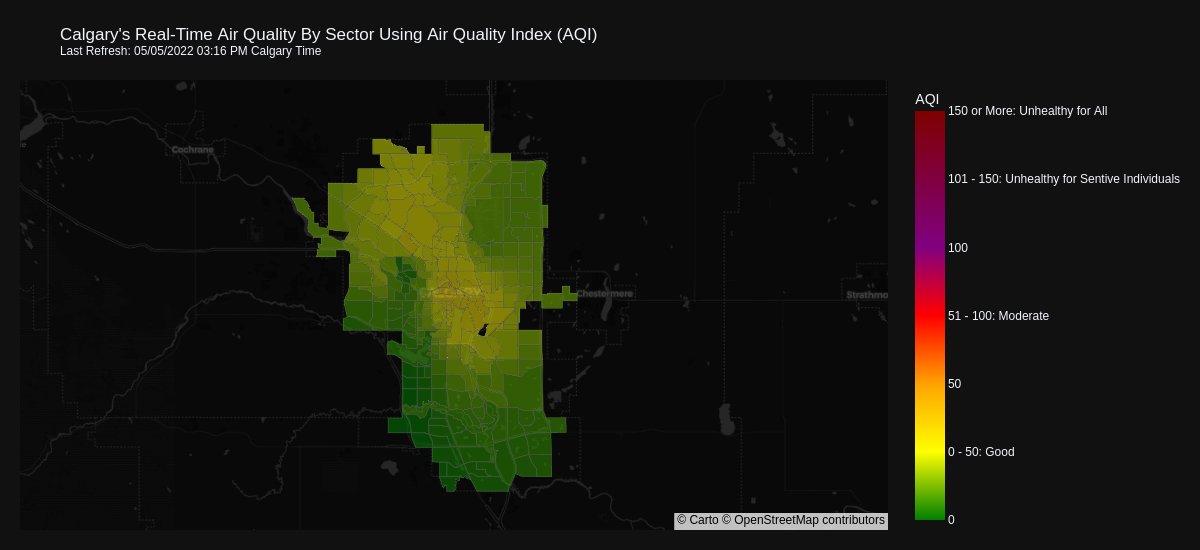 Calgary's Real-Time Air Quality By Sector Using Air Quality Index (AQI)
Last Refresh: 05/05/2022 03:16 PM Calgary Time
AQI
150 or More: Unhealthy for All
Cochrane
101 - 150: Unhealthy for Sentive Individuals
100
Chestermere
Strathmo
51 - 100: Moderate
50
0 - 50: Good
0
© Carto © OpenStreetMap contributors